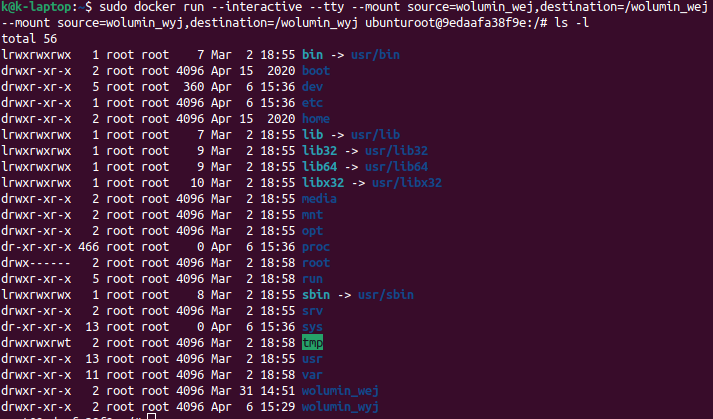 k@k-laptop:~$ sudo docker run --interactive --tty --mount source=wolumin_wej,destination=/wolumin_wej
--mount source=wolumin_wyj,destination=/wolumin_wyj ubunturoot@9edaafa38f9e:/# ls -l
total 56
lrwxrwxrwx   1 root root    7 Mar  2 18:55 bin -> usr/bin
drwxr-xr-x   2 root root 4096 Apr 15  2020 boot
drwxr-xr-x   5 root root  360 Apr  6 15:36 dev
drwxr-xr-x   1 root root 4096 Apr  6 15:36 etc
drwxr-xr-x   2 root root 4096 Apr 15  2020 home
lrwxrwxrwx   1 root root    7 Mar  2 18:55 lib -> usr/lib
lrwxrwxrwx   1 root root    9 Mar  2 18:55 lib32 -> usr/lib32
lrwxrwxrwx   1 root root    9 Mar  2 18:55 lib64 -> usr/lib64
lrwxrwxrwx   1 root root   10 Mar  2 18:55 libx32 -> usr/libx32
drwxr-xr-x   2 root root 4096 Mar  2 18:55 media
drwxr-xr-x   2 root root 4096 Mar  2 18:55 mnt
drwxr-xr-x   2 root root 4096 Mar  2 18:55 opt
dr-xr-xr-x 466 root root    0 Apr  6 15:36 proc
drwx------   2 root root 4096 Mar  2 18:58 root
drwxr-xr-x   5 root root 4096 Mar  2 18:58 run
lrwxrwxrwx   1 root root    8 Mar  2 18:55 sbin -> usr/sbin
drwxr-xr-x   2 root root 4096 Mar  2 18:55 srv
dr-xr-xr-x  13 root root    0 Apr  6 15:36 sys
drwxrwxrwt   2 root root 4096 Mar  2 18:58 tmp
drwxr-xr-x  13 root root 4096 Mar  2 18:55 usr
drwxr-xr-x  11 root root 4096 Mar  2 18:58 var
drwxr-xr-x   2 root root 4096 Mar 31 14:51 wolumin_wej
drwxr-xr-x   2 root root 4096 Apr  6 15:29 wolumin_wyj